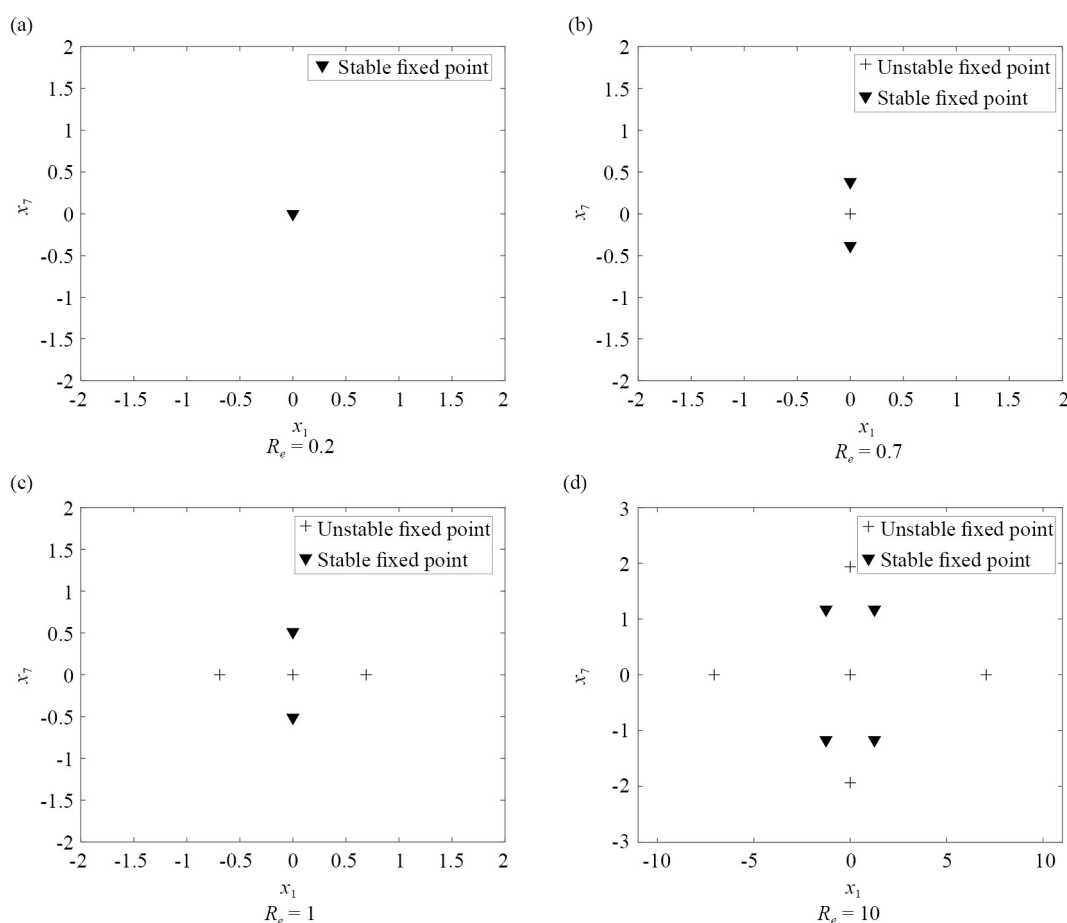 (a)
2
1.5
1
0.5
0
-0.5
-1
-1.5
-2
x7
▼ Stable fixed point
-2 -1.5 -1 -0.5 0 0.5 1 1.5 2
x1
Re = 0.2
(b)
2
1.5
1
0.5
0
-0.5
-1
-1.5
-2
x7
+ Unstable fixed point
▼ Stable fixed point
-2 -1.5 -1 -0.5 0 0.5 1 1.5 2
x1
Re = 0.7
(c)
2
1.5
1
0.5
0
-0.5
-1
-1.5
-2
x7
+ Unstable fixed point
▼ Stable fixed point
-2 -1.5 -1 -0.5 0 0.5 1 1.5 2
x1
Re = 1
(d)
3
2
1
0
-1
-2
-3
x7
+ Unstable fixed point
▼ Stable fixed point
-10 -5 0 5 10
x1
Re = 10